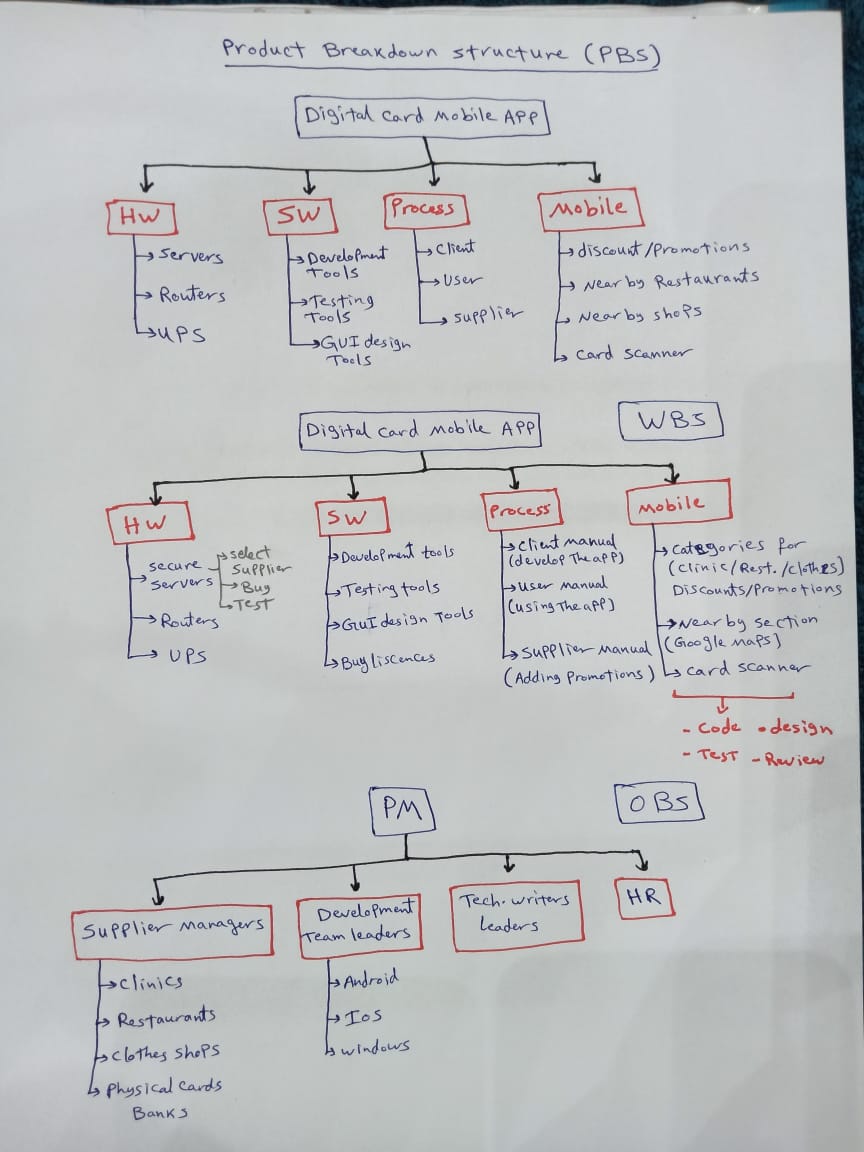 Product Breakdown structure (PBS)
Digital Card Mobile APP
HW
SW
Process
Mobile
Servers
Routers
UPS
Development
Tools
Testing
Tools
GUI design
Tools
Client
User
Supplier
discount/Promotions
Near by Restaurants
Near by shops
Card Scanner
Digital Card Mobile APP
WBS
HW
SW
Process
Mobile
secure
servers
select
Supplier
Buy
Test
Routers
UPS
Development tools
Testing tools
GUI design Tools
Buy liscences
Client manual
(develop The app)
User manual
(using The app)
Supplier Manual
(Adding Promotions)
Categories for
(Clinic/Rest./Clothes)
Discounts/Promotions
Near by section
(Google Maps)
Card scanner
- Code - design
- Test - Review
PM
OBS
Supplier Managers
Development
Team leaders
Tech. writers
Leaders
HR
Clinics
Restaurants
Clothes shops
Physical Cards
Banks
Android
Ios
windows